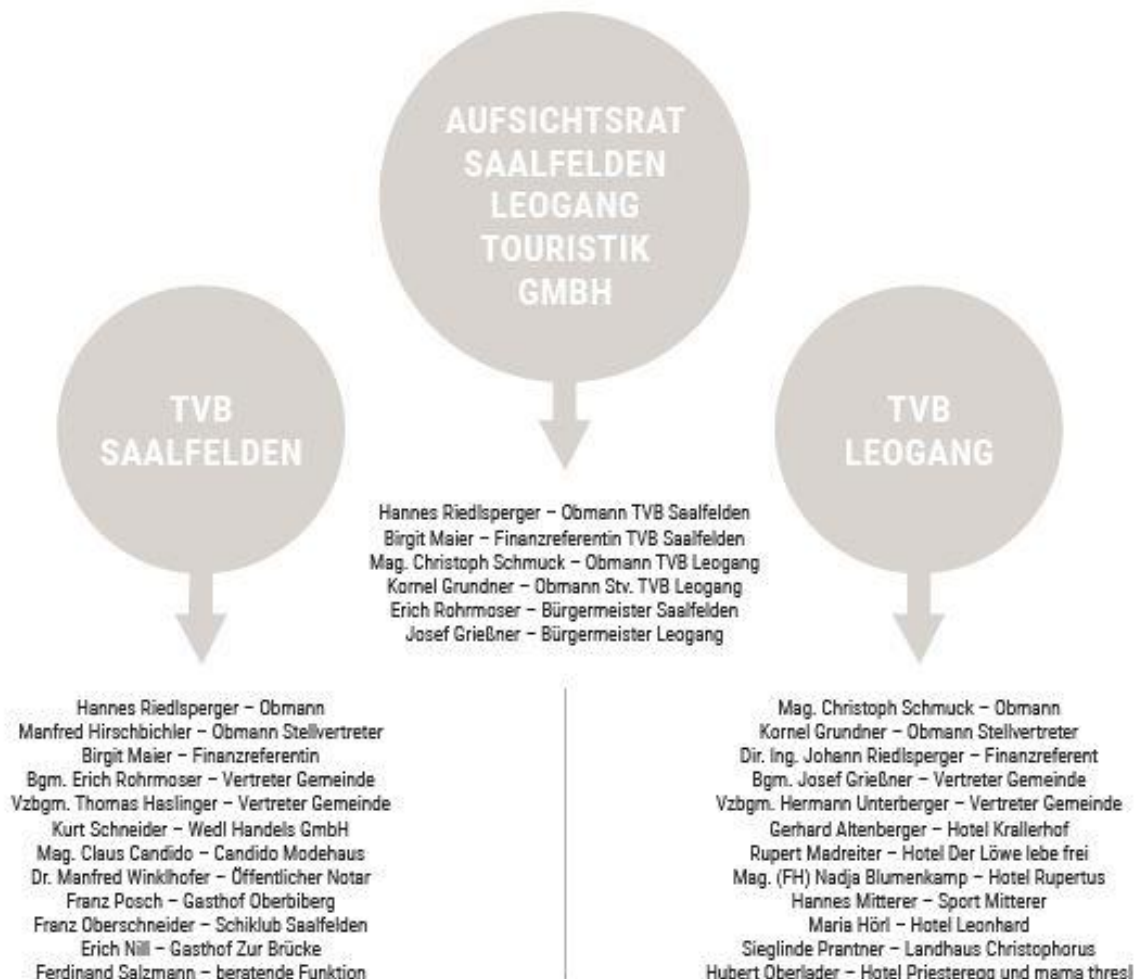 AUFSICHTSRAT
SAALFELDEN
LEOGANG
TOURISTIK
GMBH
TVB
SAALFELDEN
TVB
LEOGANG
Hannes Riedlsperger – Obmann TVB Saalfelden
Birgit Maier – Finanzreferentin TVB Saalfelden
Mag. Christoph Schmuck – Obmann TVB Leogang
Kornel Grundner – Obmann Stv. TVB Leogang
Erich Rohrmoser – Bürgermeister Saalfelden
Josef Grießner – Bürgermeister Leogang
Hannes Riedlsperger – Obmann
Manfred Hirschbichler – Obmann Stellvertreter
Birgit Maier – Finanzreferentin
Bgm. Erich Rohrmoser – Vertreter Gemeinde
Vzbgm. Thomas Haslinger – Vertreter Gemeinde
Kurt Schneider – Wedl Handels GmbH
Mag. Claus Candido – Candido Modehaus
Dr. Manfred Winklhofer – Öffentlicher Notar
Franz Posch – Gasthof Oberbiberg
Franz Oberschneider – Schiklub Saalfelden
Erich Nill – Gasthof Zur Brücke
Ferdinand Salzmann – beratende Funktion
Mag. Christoph Schmuck – Obmann
Kornel Grundner – Obmann Stellvertreter
Dir. Ing. Johann Riedlsperger – Finanzreferent
Bgm. Josef Grießner – Vertreter Gemeinde
Vzbgm. Hermann Unterberger – Vertreter Gemeinde
Gerhard Altenberger – Hotel Krallerhof
Rupert Madreiter – Hotel Der Löwe lebe frei
Mag. (FH) Nadja Blumenkamp – Hotel Rupertus
Hannes Mitterer – Sport Mitterer
Maria Hörl – Hotel Leonhard
Sieglinde Prantner – Landhaus Christophorus
Hubert Oberlader – Hotel Priesteregg und mama thresl